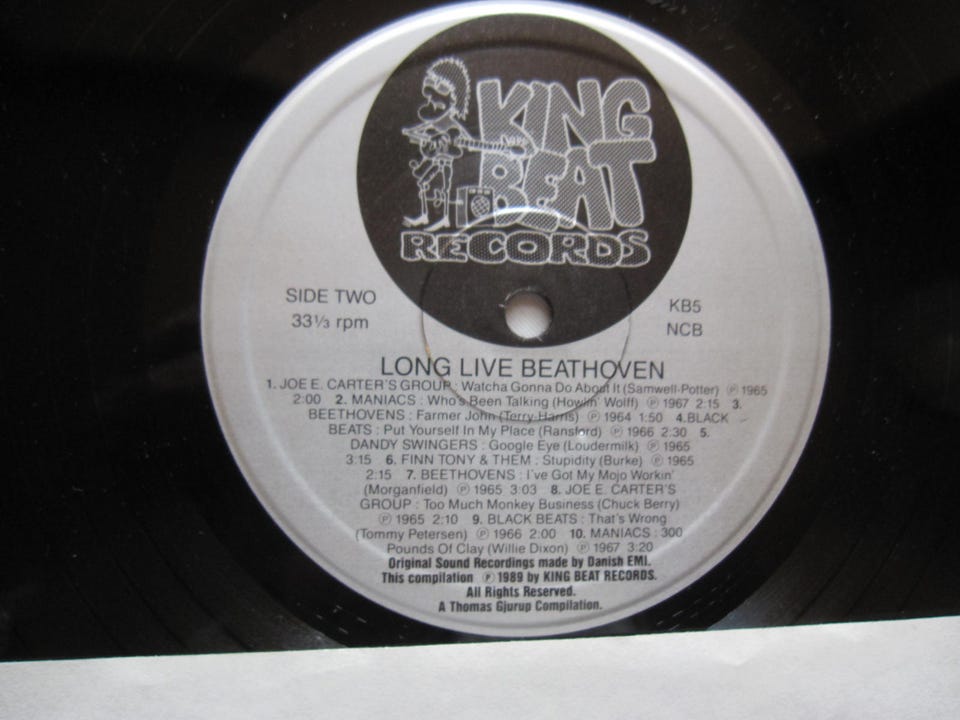 KING
BEAT
RECORDS
SIDE TWO
33⅓ rpm
KB5
NCB
LONG LIVE BEATHOVEN
1. JOE E. CARTER'S GROUP : Watcha Gonna Do About It (Samwell-Potter) ℗ 1965
2:00 2. MANIACS : Who's Been Talking (Howlin' Wolff) ℗ 1967 2:15 3.
BEETHOVENS : Farmer John (Terry-Harris) ℗ 1964 1:50 4.BLACK
BEATS : Put Yourself In My Place (Ransford) ℗ 1966 2:30 5.
DANDY SWINGERS : Google Eye (Loudermilk) ℗ 1965
3.15 6. FINN TONY & THEM : Stupidity (Burke) ℗ 1965
2:15 7. BEETHOVENS : I've Got My Mojo Workin'
(Morganfield) ℗ 1965 3:03 8. JOE E. CARTER'S
GROUP : Too Much Monkey Business (Chuck Berry)
℗ 1965 2:10 9. BLACK BEATS : That's Wrong
(Tommy Petersen) ℗ 1966 2:00 10. MANIACS : 300
Pounds Of Clay (Willie Dixon) ℗ 1967 3:20
Original Sound Recordings made by Danish EMI.
This compilation ℗ 1989 by KING BEAT RECORDS.
All Rights Reserved.
A Thomas Gjurup Compilation.